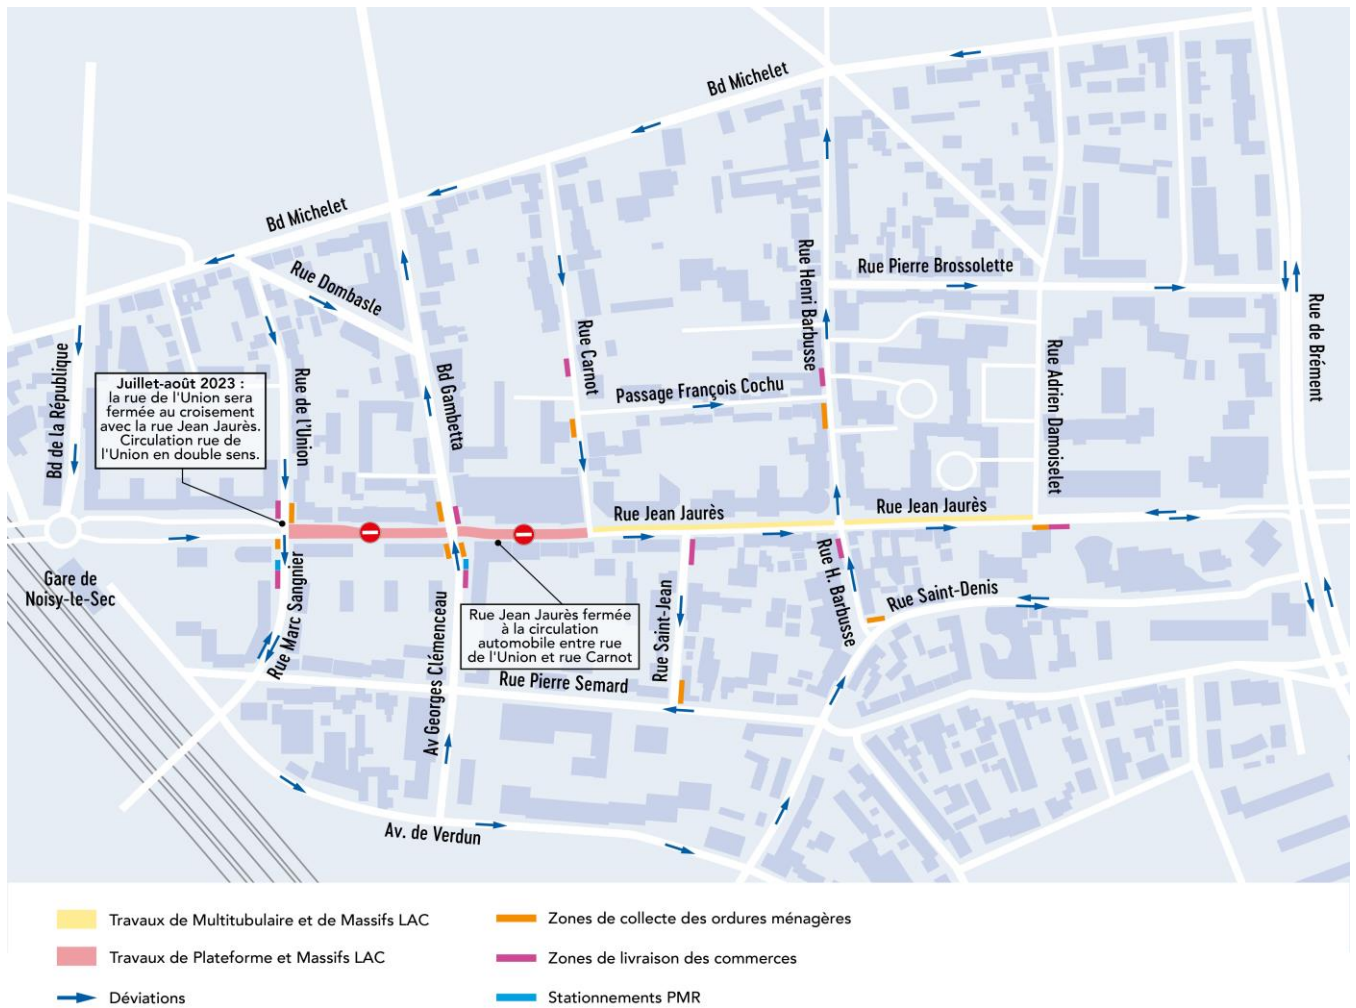 Bd Michelet
Bd Michelet
Rue Dombasle
Rue Henri Barbusse
Rue Pierre Brossolette
Rue de Brément
Bd de la République
Juillet-août 2023 :
la rue de l'Union sera
fermée au croisement
avec la rue Jean Jaurès.
Circulation rue de
l'Union en double sens.
Rue de l'Union
Bd Gambetta
Rue Carnot
Passage François Cochu
Rue Adrien Damoiselet
Rue Jean Jaurès
Rue Jean Jaurès
Gare de
Noisy-le-Sec
Rue Marc Sangnier
Av Georges Clémenceau
Rue Jean Jaurès fermée
à la circulation
automobile entre rue
de l'Union et rue Carnot
Rue Saint-Jean
Rue H. Barbusse
Rue Saint-Denis
Rue Pierre Semard
Av. de Verdun
Travaux de Multitubulaire et de Massifs LAC
Travaux de Plateforme et Massifs LAC
Déviations
Zones de collecte des ordures ménagères
Zones de livraison des commerces
Stationnements PMR